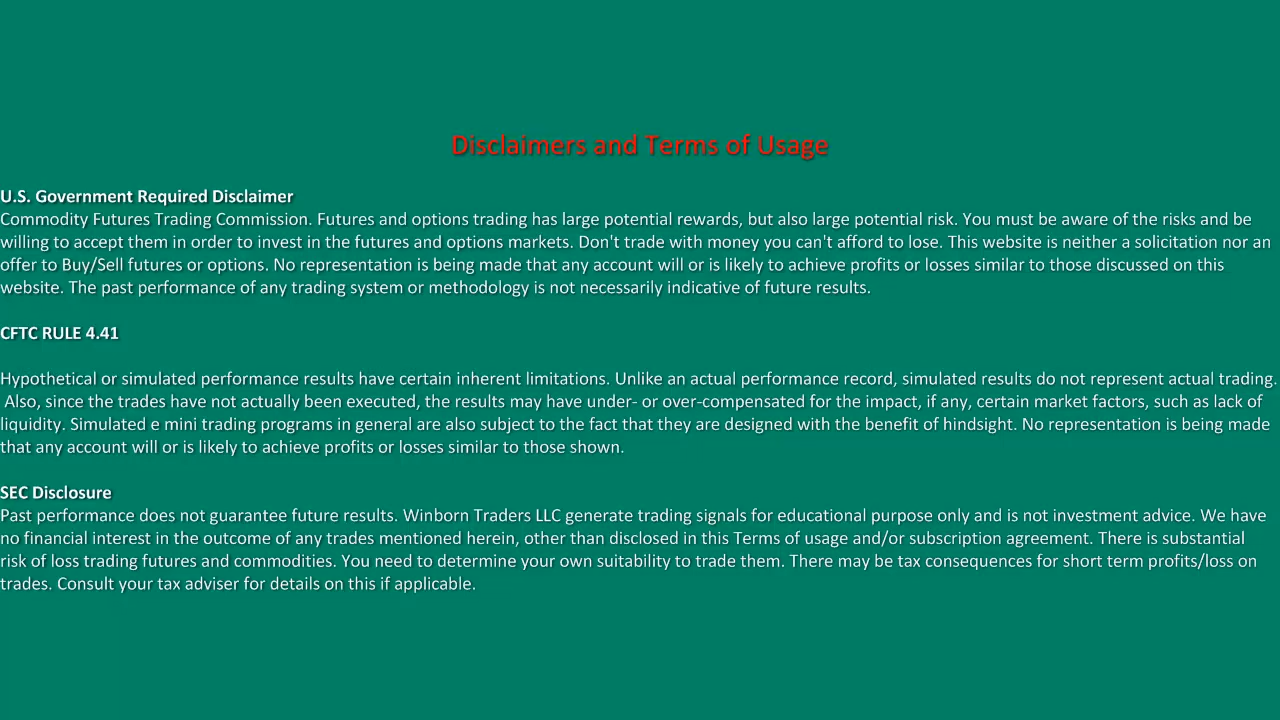 Disclaimers and Terms of Usage
U.S. Government Required Disclaimer
Commodity Futures Trading Commission. Futures and options trading has large potential rewards, but also large potential risk. You must be aware of the risks and be
willing to accept them in order to invest in the futures and options markets. Don't trade with money you can't afford to lose. This website is neither a solicitation nor an
offer to Buy/Sell futures or options. No representation is being made that any account will or is likely to achieve profits or losses similar to those discussed on this
website. The past performance of any trading system or methodology is not necessarily indicative of future results.
CFTC RULE 4.41
Hypothetical or simulated performance results have certain inherent limitations. Unlike an actual performance record, simulated results do not represent actual trading.
Also, since the trades have not actually been executed, the results may have under- or over-compensated for the impact, if any, certain market factors, such as lack of
liquidity. Simulated e mini trading programs in general are also subject to the fact that they are designed with the benefit of hindsight. No representation is being made
that any account will or is likely to achieve profits or losses similar to those shown.
SEC Disclosure
Past performance does not guarantee future results. Winborn Traders LLC generate trading signals for educational purpose only and is not investment advice. We have
no financial interest in the outcome of any trades mentioned herein, other than disclosed in this Terms of usage and/or subscription agreement. There is substantial
risk of loss trading futures and commodities. You need to determine your own suitability to trade them. There may be tax consequences for short term profits/loss on
trades. Consult your tax adviser for details on this if applicable.